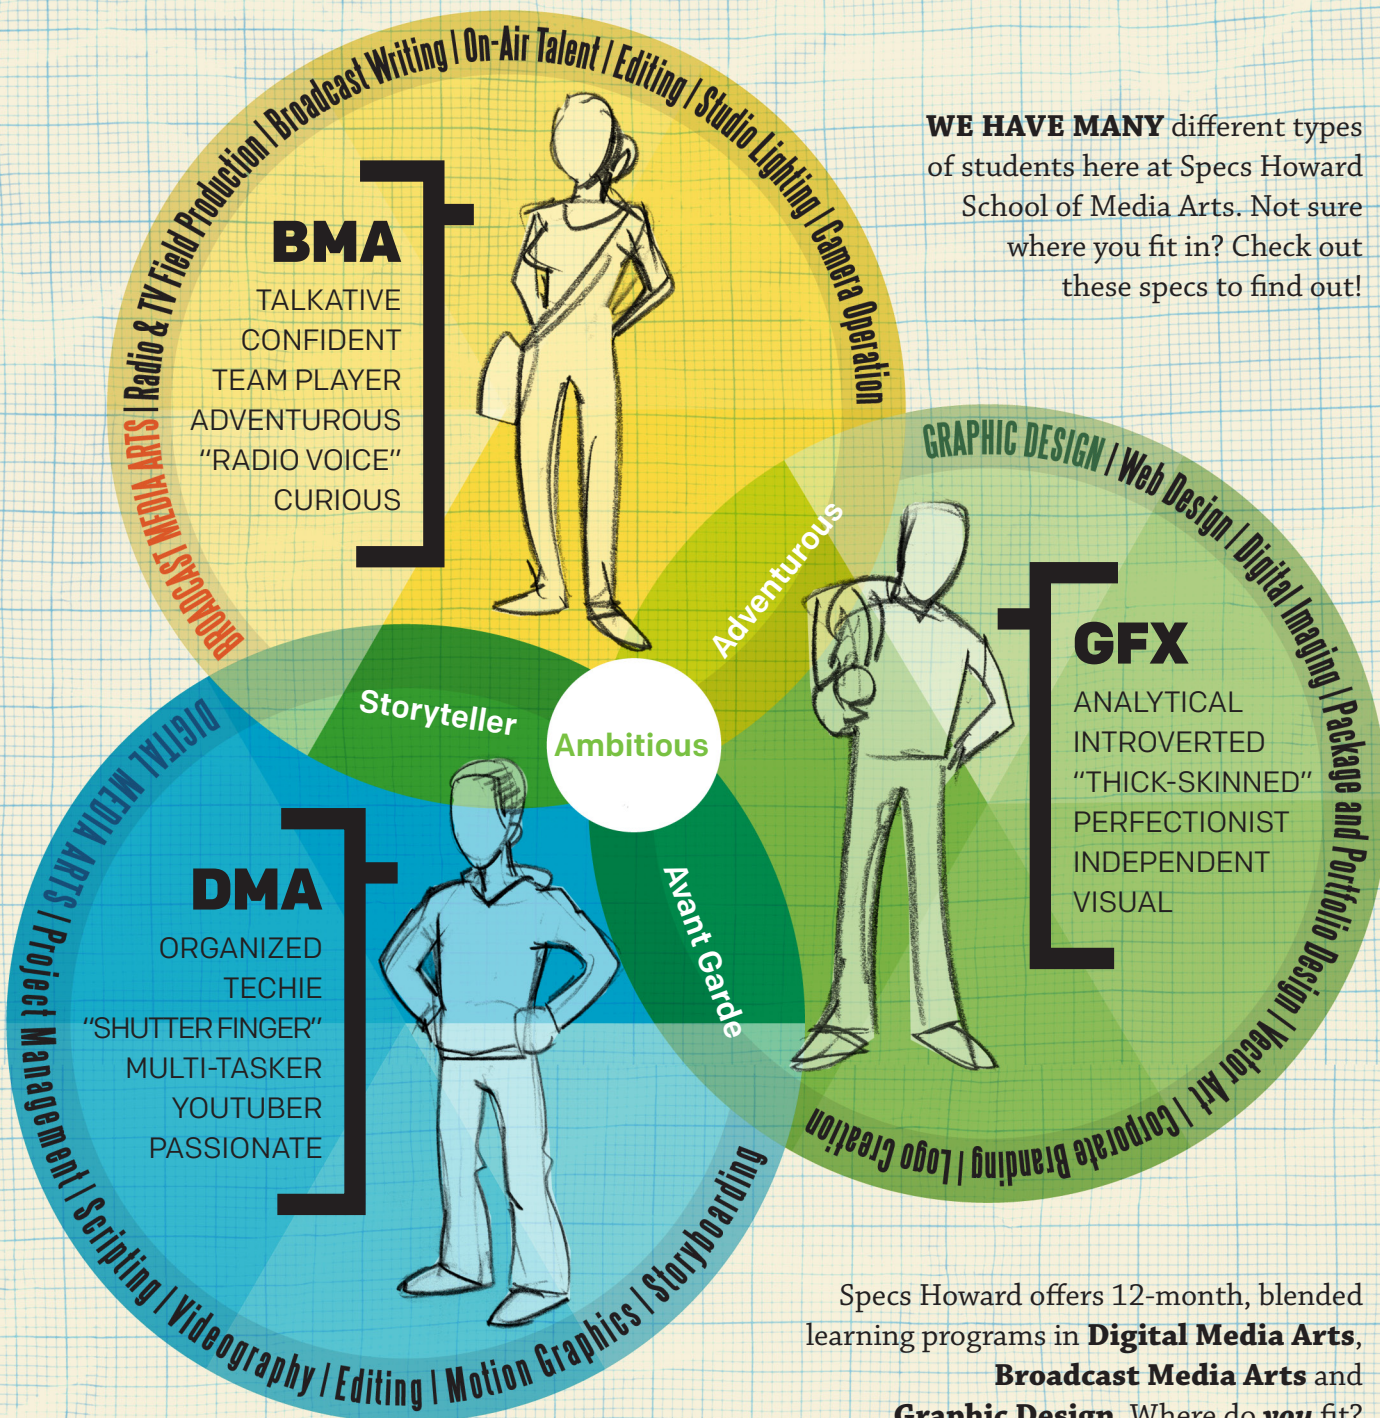 WE HAVE MANY different types
of students here at Specs Howard
School of Media Arts. Not sure
where you fit in? Check out
these specs to find out!
BROADCAST MEDIA ARTS | Radio & TV Field Production | Broadcast Writing | On-Air Talent | Editing | Studio Lighting | Camera Operation
BMA
TALKATIVE
CONFIDENT
TEAM PLAYER
ADVENTUROUS
"RADIO VOICE"
CURIOUS
GRAPHIC DESIGN | Web Design | Digital Imaging | Package and Portfolio Design | Vector Art | Corporate Branding | Logo Creation
GFX
ANALYTICAL
INTROVERTED
"THICK-SKINNED"
PERFECTIONIST
INDEPENDENT
VISUAL
Adventurous
Storyteller
Ambitious
Avant Garde
DIGITAL MEDIA ARTS | Project Management | Scripting | Videography | Editing | Motion Graphics | Storyboarding
DMA
ORGANIZED
TECHIE
"SHUTTER FINGER"
MULTI-TASKER
YOUTUBER
PASSIONATE
Specs Howard offers 12-month, blended
learning programs in Digital Media Arts,
Broadcast Media Arts and
Graphic Design. Where do you fit?